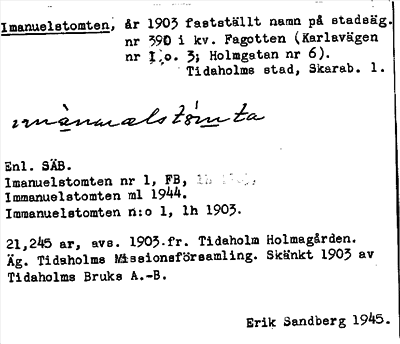 Imanuelstomten, år 1903 fastställt namn på stadsäg.
nr 390 i kv. Fagotten (Karlavägen
nr 1 o. 3; Holmgatan nr 6).
Tidaholms stad, Skarab. l.
Enl. SÄB.
Imanuelstomten nr 1, FB,
Immanuelstomten ml 1944.
Immanuelstomten n:o 1, lh 1903.
21,245 ar, avs. 1903 fr. Tidaholm Holmagården.
Äg. Tidaholms Missionsförsamling. Skänkt 1903 av
Tidaholms Bruks A.-B.
Erik Sandberg 1945.